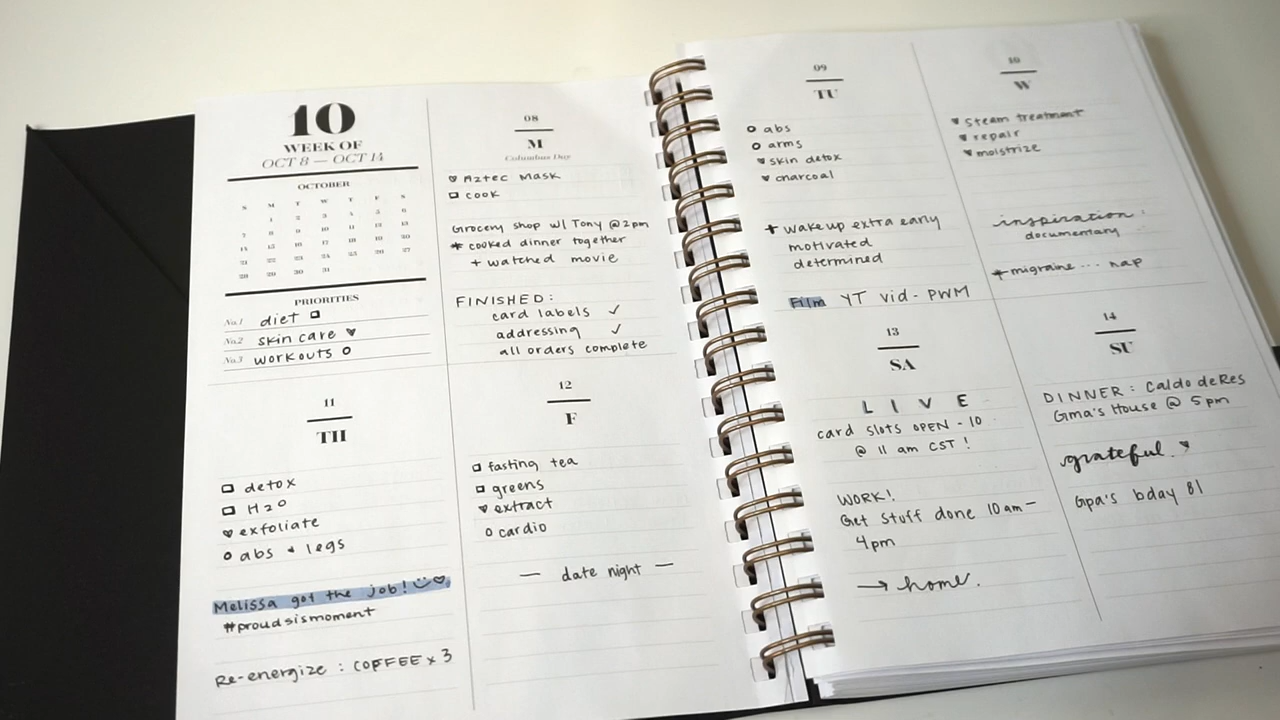 10
WEEK OF
OCT 8 — OCT 14
OCTOBER
S M T W T F S
1 2 3 4 5 6
7 8 9 10 11 12 13
14 15 16 17 18 19 20
21 22 23 24 25 26 27
28 29 30 31
PRIORITIES
No.1 diet
No.2 skin care ♥
No.3 workouts
08
M
Columbus Day
♥ Aztec Mask
□ cook
Grocery shop w/ Tony @ 2pm
* cooked dinner together
+ watched movie
FINISHED:
card labels ✓
addressing ✓
all orders complete
09
TU
o abs
o arms
♥ skin detox
♥ charcoal
+ wake up extra early
motivated
determined
Film YT vid - PWM
10
W
♥ Steam treatment
♥ repair
♥ moistrize
inspiration:
documentary
* migraine... nap
11
TH
□ detox
□ H2O
♥ exfoliate
o abs + legs
Melissa got the job! ☺♡
#proudsismoment
Re-energize : COFFEE x 3
12
F
□ fasting tea
□ greens
♥ extract
o cardio
— date night —
13
SA
LIVE
card slots OPEN - 10
@ 11 am CST!
WORK!
Get stuff done 10am -
4pm
→ home.
14
SU
DINNER: Caldo de Res
Gma's House @ 5pm
grateful. ♥
Gpa's bday 81